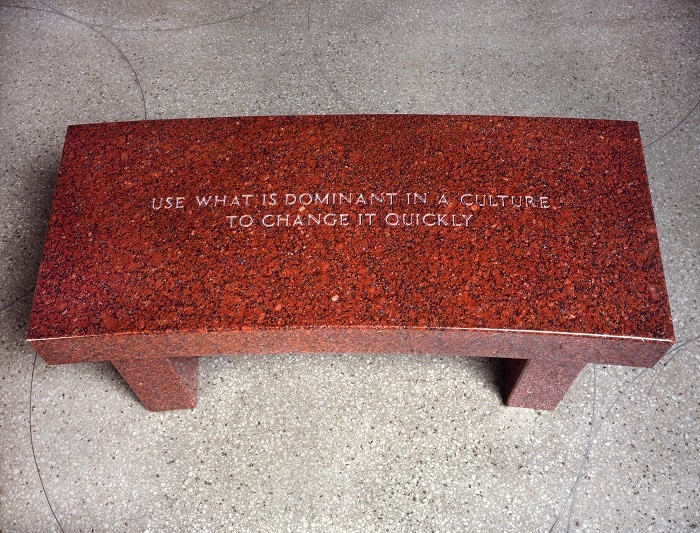 USE WHAT IS DOMINANT IN A CULTURE
TO CHANGE IT QUICKLY